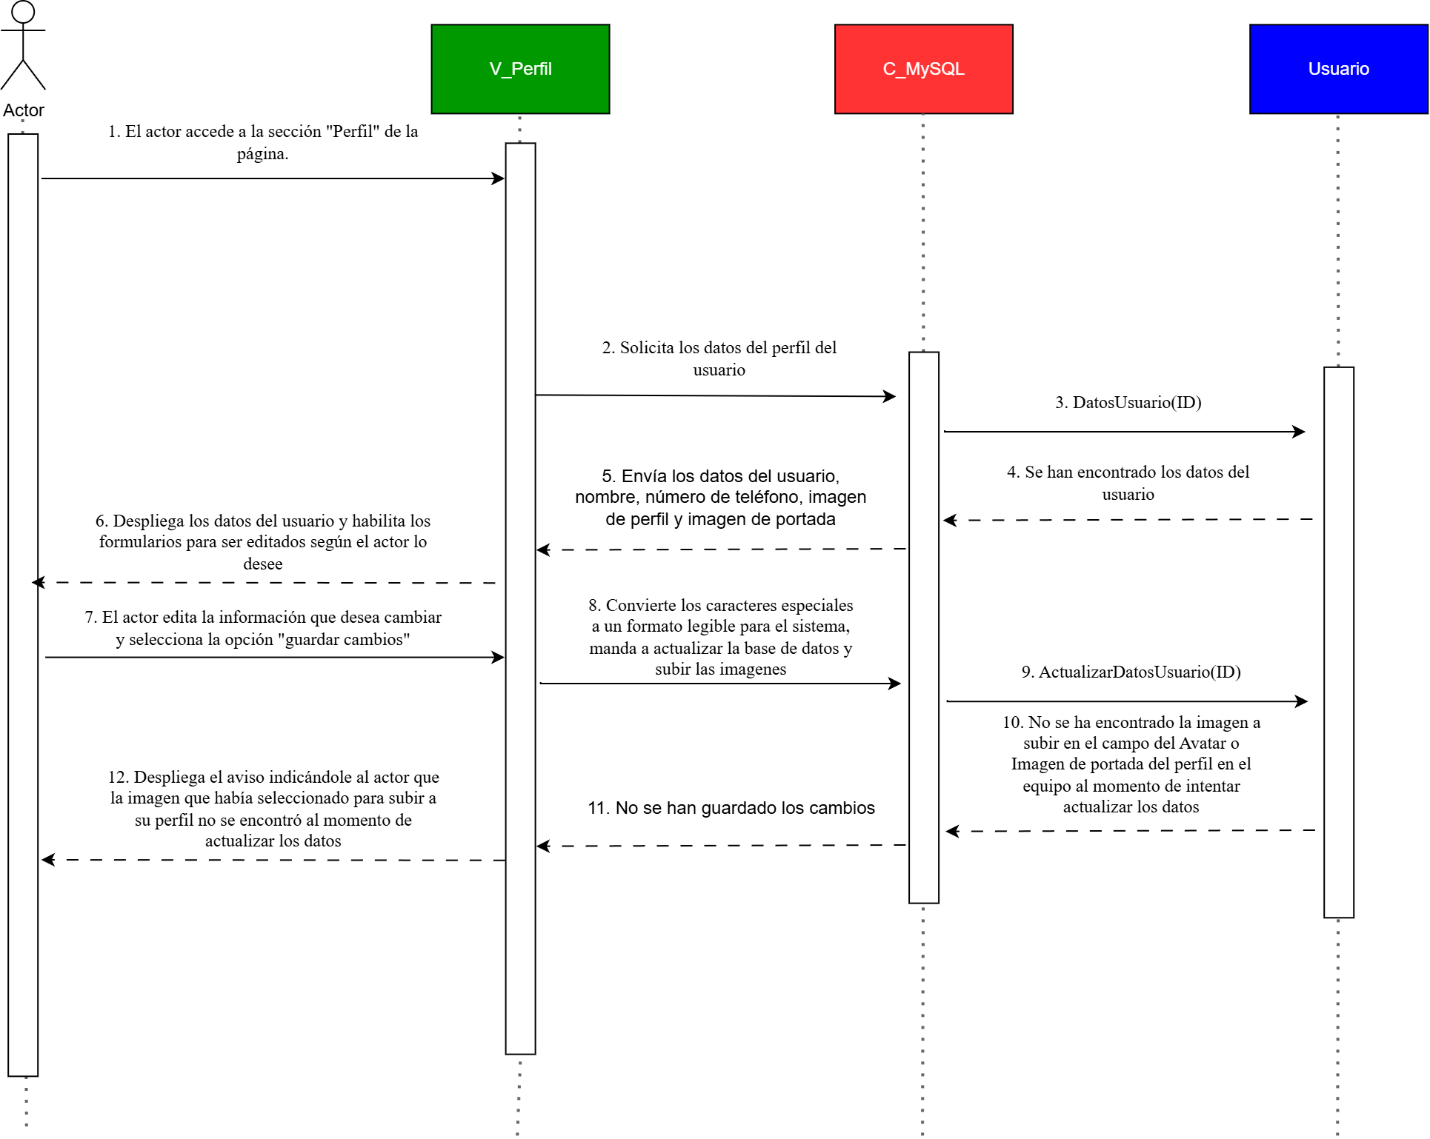 Actor
V_Perfil
C_MySQL
Usuario
1. El actor accede a la sección "Perfil" de la
página.
2. Solicita los datos del perfil del
usuario
3. DatosUsuario(ID)
4. Se han encontrado los datos del
usuario
5. Envía los datos del usuario,
nombre, número de teléfono, imagen
de perfil y imagen de portada
6. Despliega los datos del usuario y habilita los
formularios para ser editados según el actor lo
desee
7. El actor edita la información que desea cambiar
y selecciona la opción "guardar cambios"
8. Convierte los caracteres especiales
a un formato legible para el sistema,
manda a actualizar la base de datos y
subir las imagenes
9. ActualizarDatosUsuario(ID)
10. No se ha encontrado la imagen a
subir en el campo del Avatar o
Imagen de portada del perfil en el
equipo al momento de intentar
actualizar los datos
11. No se han guardado los cambios
12. Despliega el aviso indicándole al actor que
la imagen que había seleccionado para subir a
su perfil no se encontró al momento de
actualizar los datos